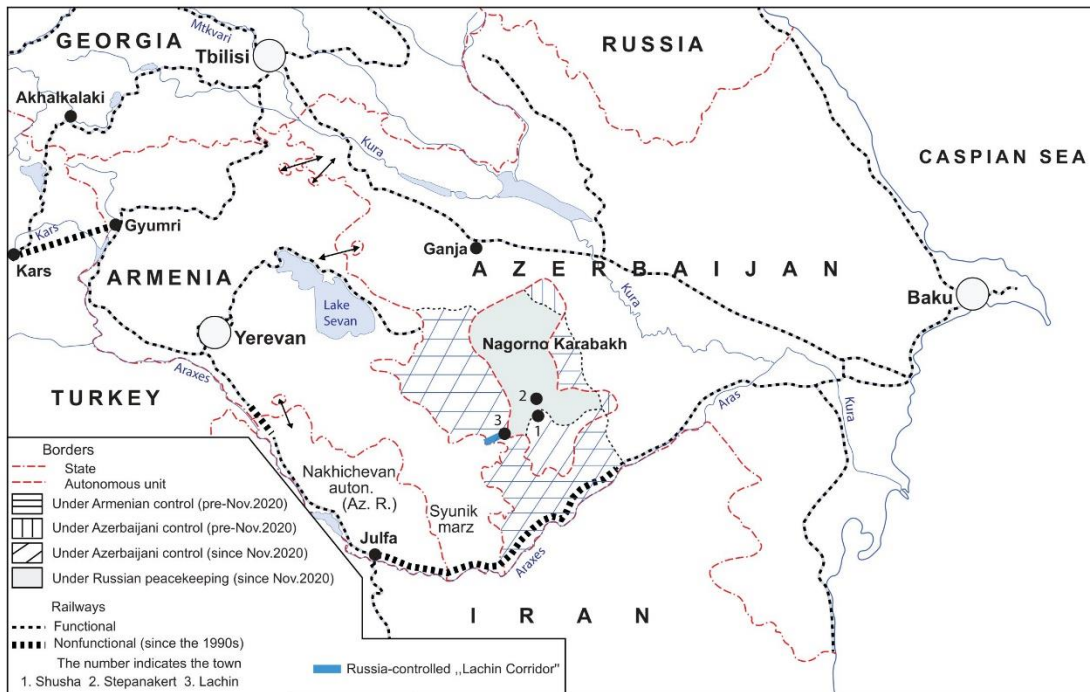 GEORGIA
Mtkvari
Tbilisi
RUSSIA
Akhalkalaki
Kura
CASPIAN SEA
Kars
Gyumri
Kars
Ganja
ARMENIA
AZERBAIJAN
Lake
Sevan
Kura
Baku
Yerevan
Nagorno Karabakh
Araxes
TURKEY
2
3
1
Aras
Kura
Nakhichevan
auton.
(Az. R.)
Syunik
marz
Julfa
Araxes
IRAN
Borders
State
Autonomous unit
Under Armenian control (pre-Nov.2020)
Under Azerbaijani control (pre-Nov.2020)
Under Azerbaijani control (since Nov.2020)
Under Russian peacekeeping (since Nov.2020)
Railways
Functional
Nonfunctional (since the 1990s)
The number indicates the town
1. Shusha 2. Stepanakert 3. Lachin
Russia-controlled ,,Lachin Corridor"